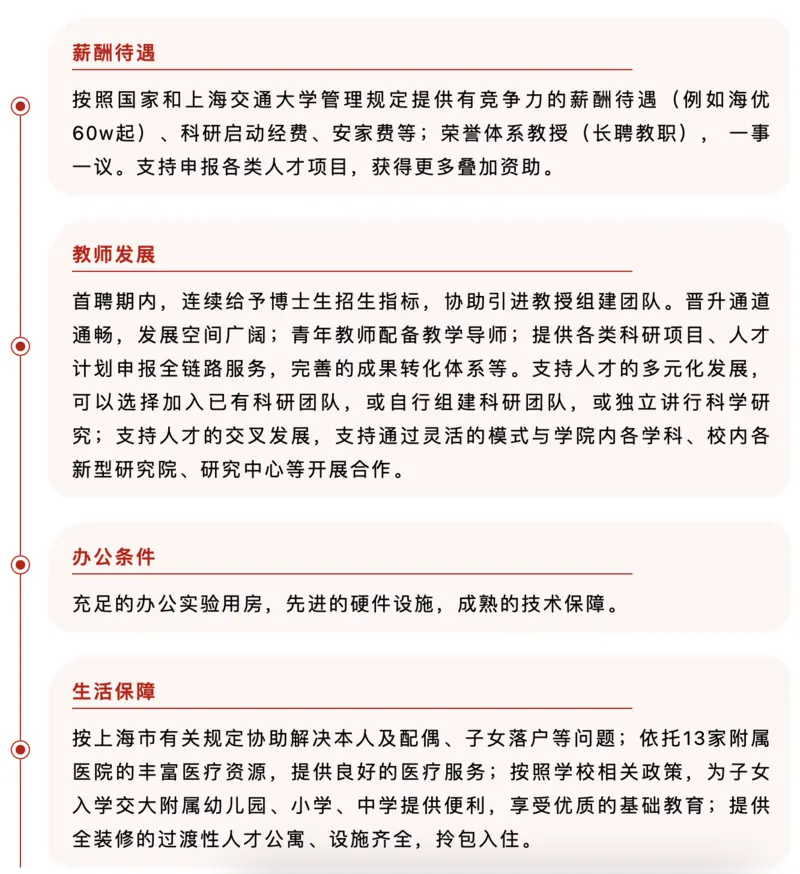 薪酬待遇
按照国家和上海交通大学管理规定提供有竞争力的薪酬待遇（例如海优
60w起）、科研启动经费、安家费等；荣誉体系教授（长聘教职），一事
一议。支持申报各类人才项目，获得更多叠加资助。
教师发展
首聘期内，连续给予博士生招生指标，协助引进教授组建团队。晋升通道
通畅，发展空间广阔；青年教师配备教学导师；提供各类科研项目、人才
计划申报全链路服务，完善的成果转化体系等。支持人才的多元化发展，
可以选择加入已有科研团队，或自行组建科研团队，或独立讲行科学研
究；支持人才的交叉发展，支持通过灵活的模式与学院内各学科、校内各
新型研究院、研究中心等开展合作。
办公条件
充足的办公实验用房，先进的硬件设施，成熟的技术保障。
生活保障
按上海市有关规定协助解决本人及配偶、子女落户等问题；依托13家附属
医院的丰富医疗资源，提供良好的医疗服务；按照学校相关政策，为子女
入学交大附属幼儿园、小学、中学提供便利，享受优质的基础教育；提供
全装修的过渡性人才公寓、设施齐全，拎包入住。